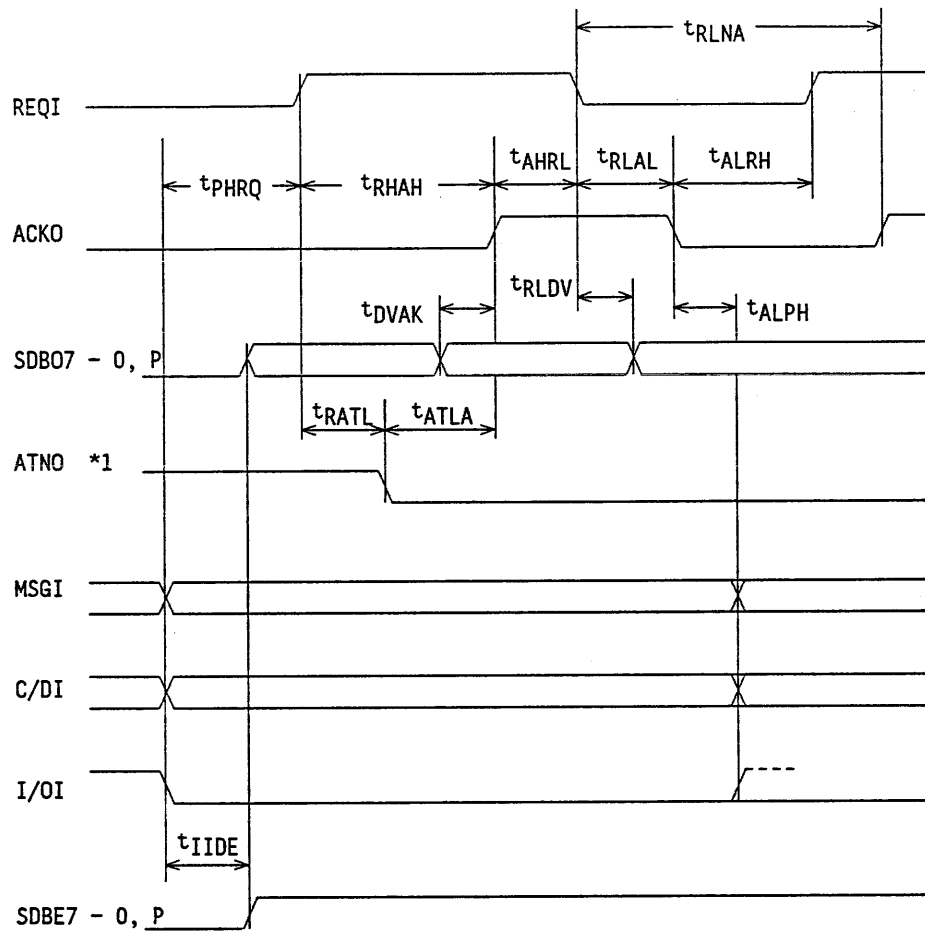 tRLNA
REQI
tAHRL tRLAL tALRH
tPHRQ tRHAH
ACKO
tRLDV
tDVAK tALPH
SDBO7 - 0, P
tRATL tATLA
ATNO *1
MSGI
C/DI
I/OI
tIIDE
SDBE7 - 0, P